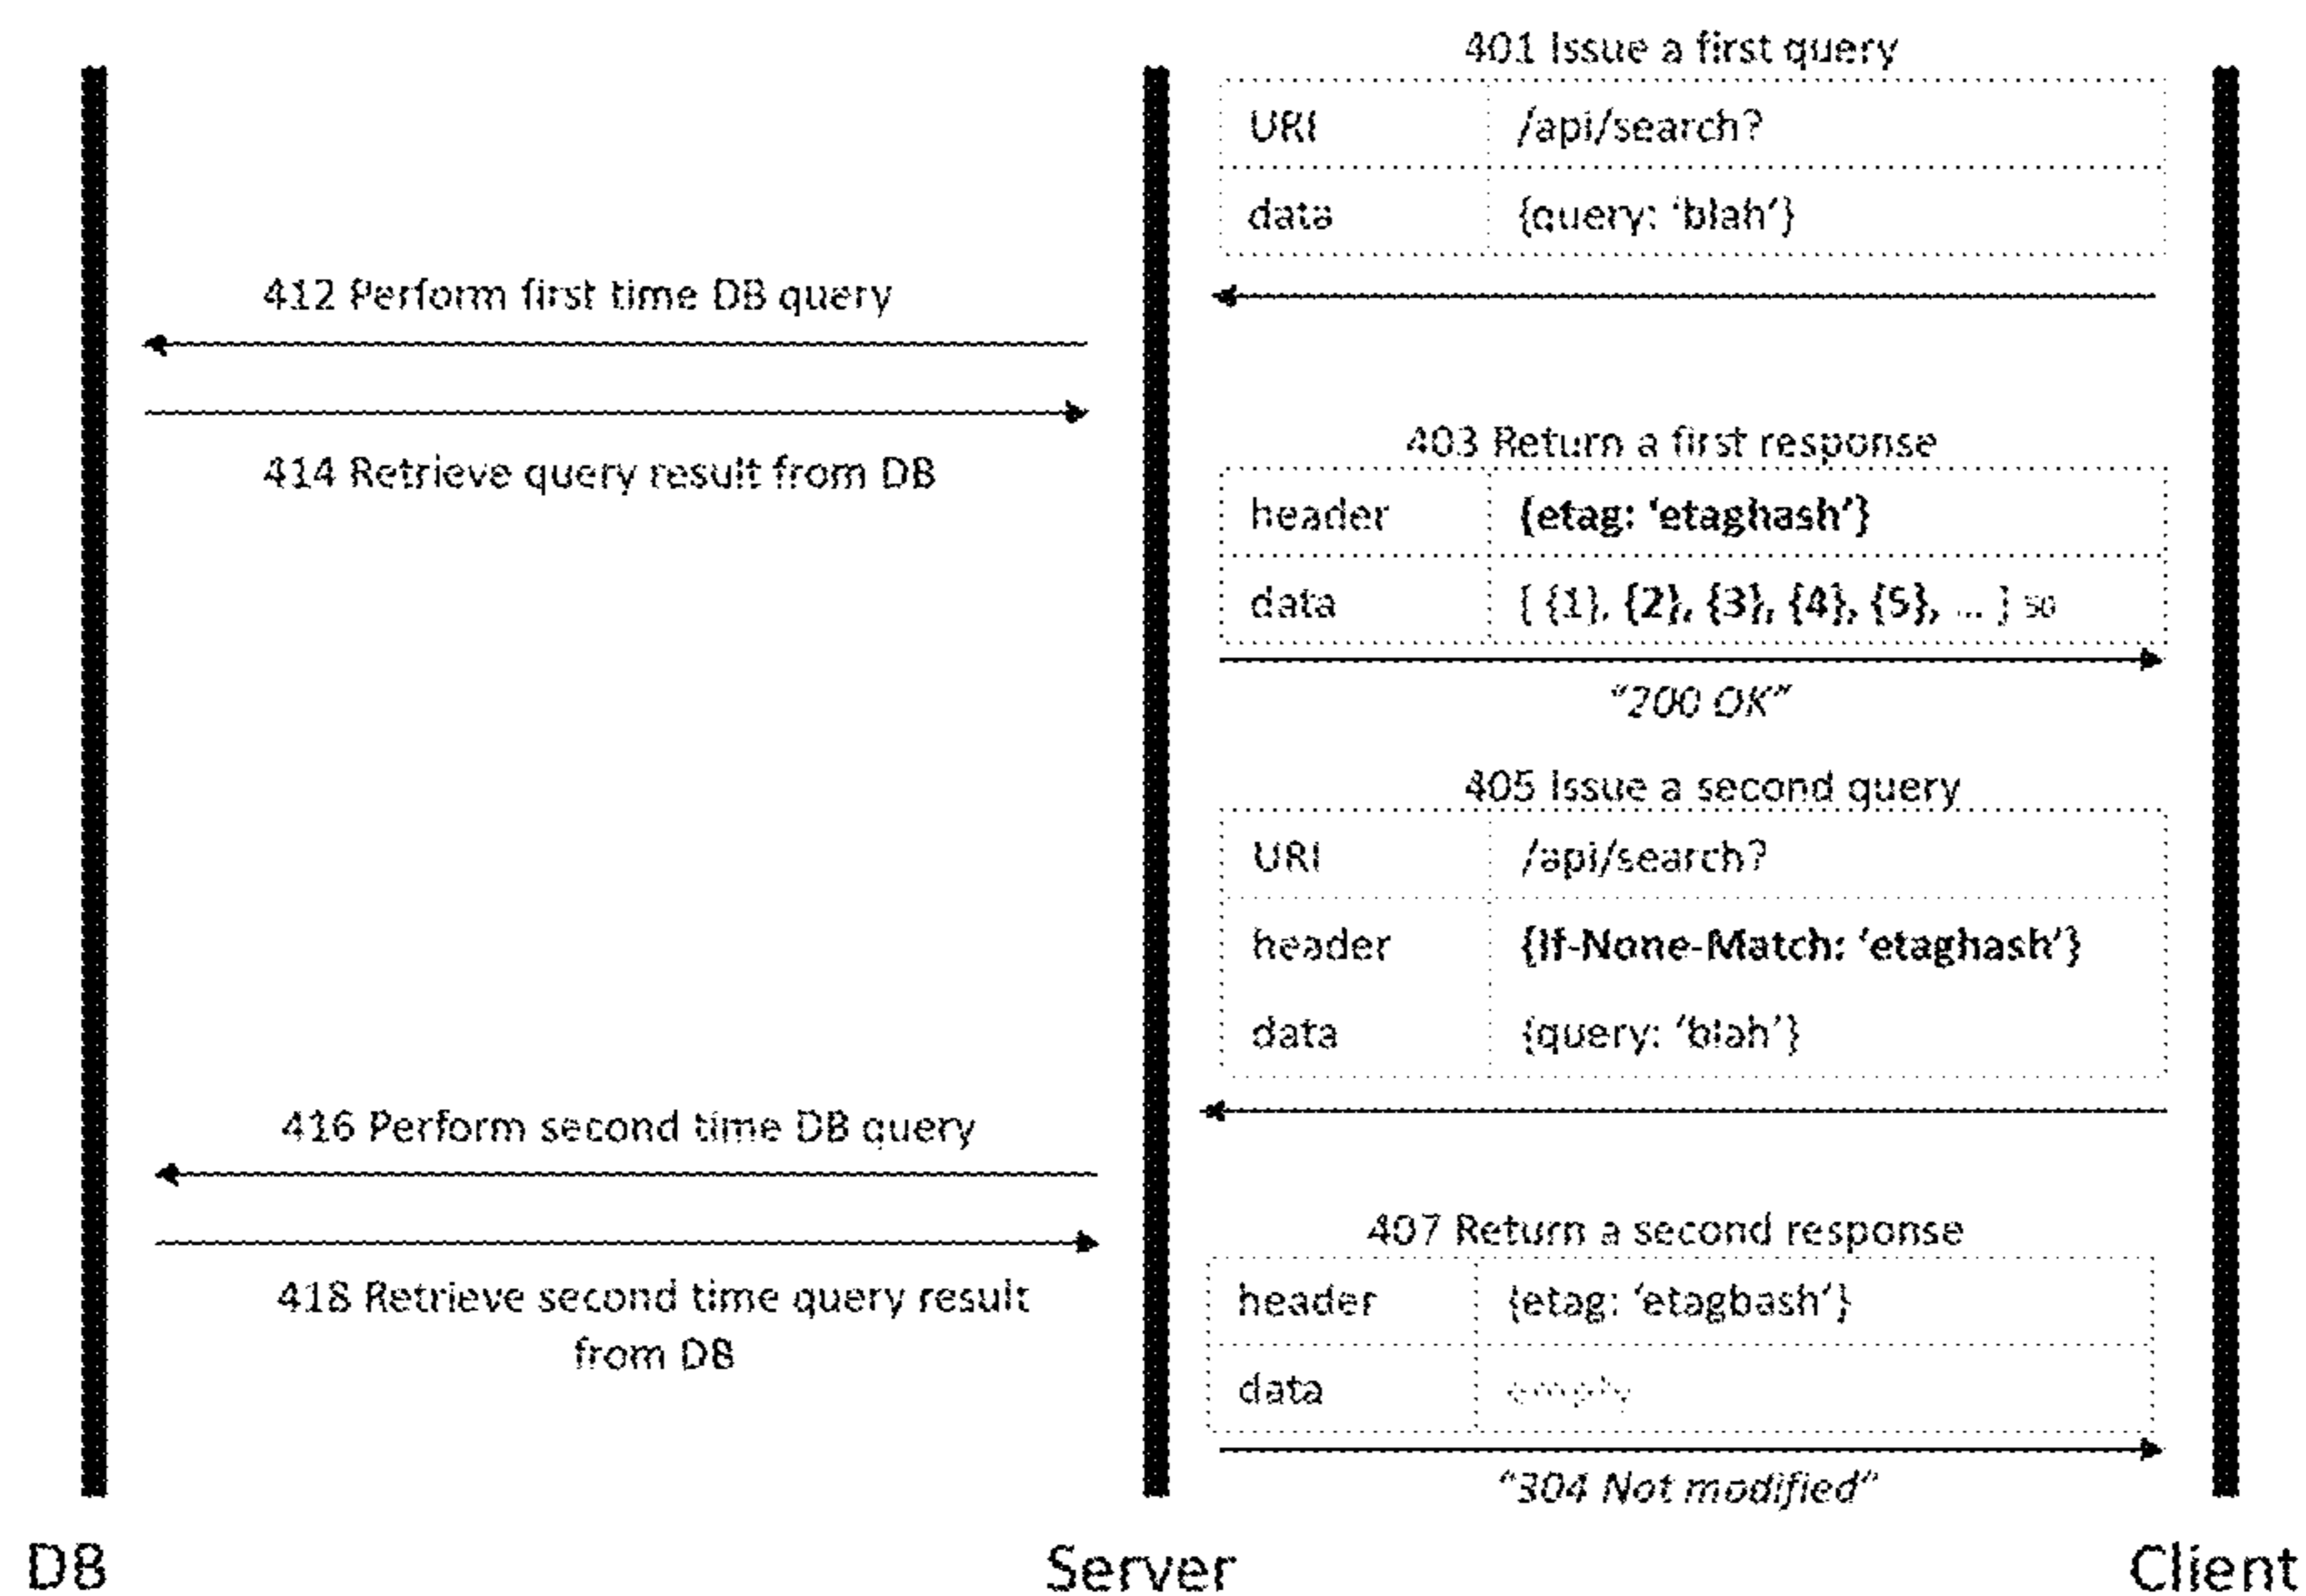 401 Issue a first query
URI /api/search?
data {query: 'blah'}
412 Perform first time DB query
414 Retrieve query result from DB
403 Return a first response
header {etag: 'etaghash'}
data [ {1}, {2}, {3}, {4}, {5}, ... ] 50
"200 OK"
405 Issue a second query
URI /api/search?
header {If-None-Match: 'etaghash'}
data {query: 'blah'}
416 Perform second time DB query
418 Retrieve second time query result
from DB
407 Return a second response
header {etag: 'etagbash'}
data empty
"304 Not modified"
DB Server Client